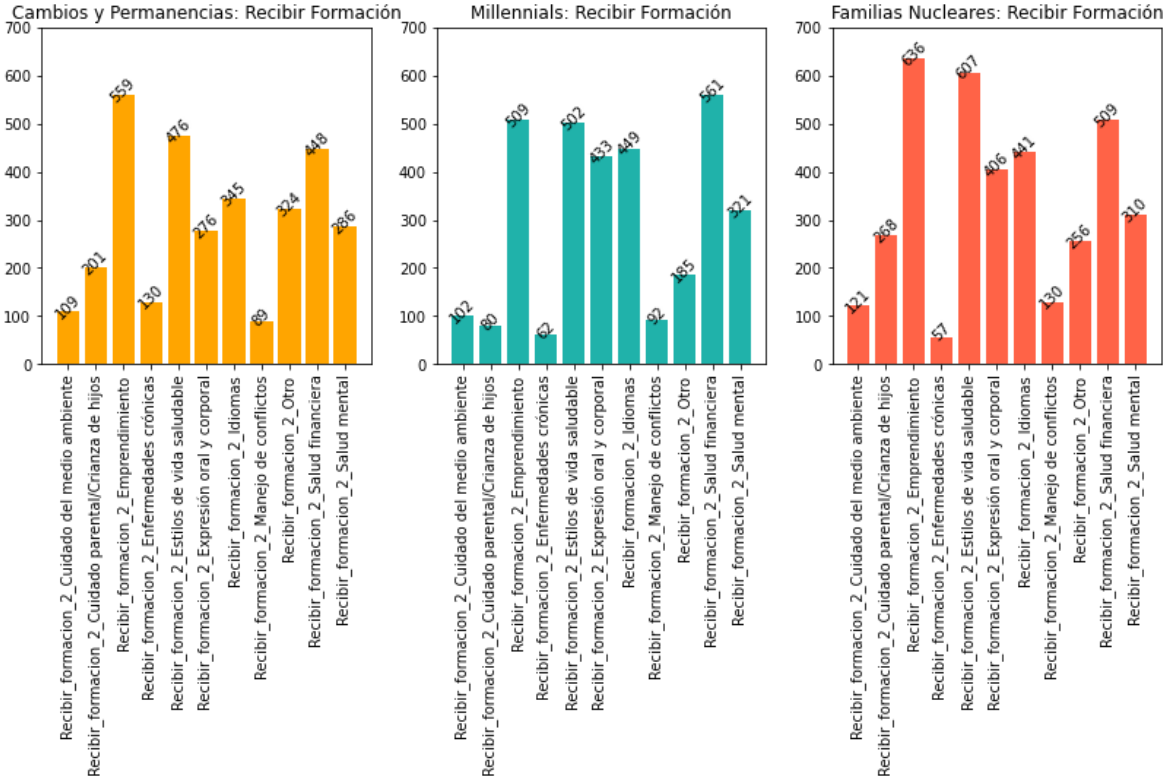 Cambios y Permanencias: Recibir Formación
700
600
500
400
300
200
100
0
109
201
559
130
476
276
345
89
324
448
286
Recibir_formacion_2_Cuidado del medio ambiente
Recibir_formacion_2_Cuidado parental/Crianza de hijos
Recibir_formacion_2_Emprendimiento
Recibir_formacion_2_Enfermedades crónicas
Recibir_formacion_2_Estilos de vida saludable
Recibir_formacion_2_Expresión oral y corporal
Recibir_formacion_2_Idiomas
Recibir_formacion_2_Manejo de conflictos
Recibir_formacion_2_Otro
Recibir_formacion_2_Salud financiera
Recibir_formacion_2_Salud mental
Millennials: Recibir Formación
700
600
500
400
300
200
100
0
102
80
509
62
502
433
449
92
185
561
321
Recibir_formacion_2_Cuidado del medio ambiente
Recibir_formacion_2_Cuidado parental/Crianza de hijos
Recibir_formacion_2_Emprendimiento
Recibir_formacion_2_Enfermedades crónicas
Recibir_formacion_2_Estilos de vida saludable
Recibir_formacion_2_Expresión oral y corporal
Recibir_formacion_2_Idiomas
Recibir_formacion_2_Manejo de conflictos
Recibir_formacion_2_Otro
Recibir_formacion_2_Salud financiera
Recibir_formacion_2_Salud mental
Familias Nucleares: Recibir Formación
700
600
500
400
300
200
100
0
121
268
636
57
607
406
441
130
256
509
310
Recibir_formacion_2_Cuidado del medio ambiente
Recibir_formacion_2_Cuidado parental/Crianza de hijos
Recibir_formacion_2_Emprendimiento
Recibir_formacion_2_Enfermedades crónicas
Recibir_formacion_2_Estilos de vida saludable
Recibir_formacion_2_Expresión oral y corporal
Recibir_formacion_2_Idiomas
Recibir_formacion_2_Manejo de conflictos
Recibir_formacion_2_Otro
Recibir_formacion_2_Salud financiera
Recibir_formacion_2_Salud mental